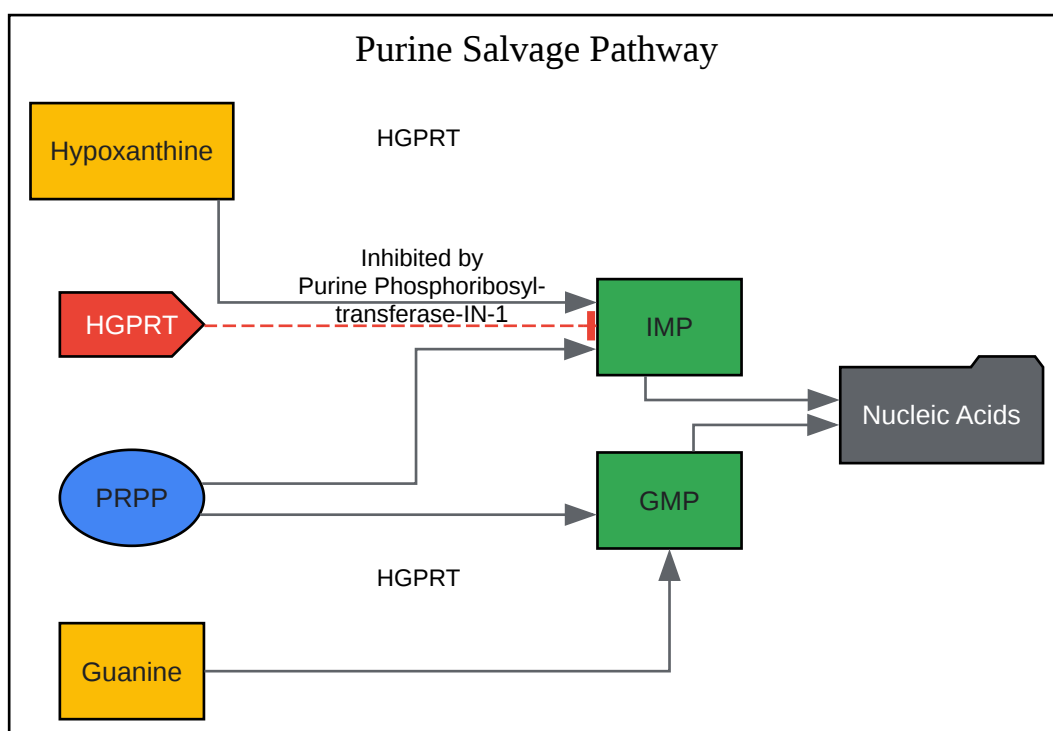 Purine Salvage Pathway
Hypoxanthine
HGPRT
Inhibited by
Purine Phosphoribosyl-
transferase-IN-1
HGPRT
IMP
Nucleic Acids
PRPP
GMP
HGPRT
Guanine